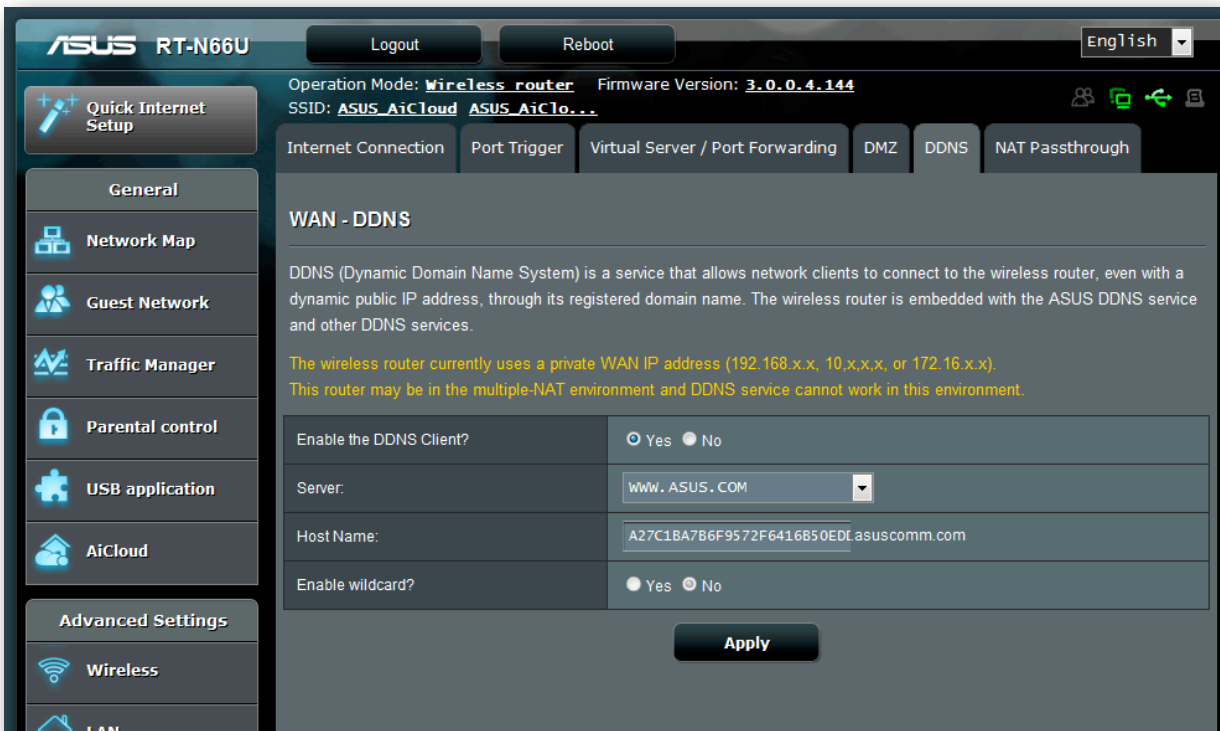 ASUS RT-N66U
Logout
Reboot
English
Quick Internet
Setup
Operation Mode: Wireless router Firmware Version: 3.0.0.4.144
SSID: ASUS_AiCloud ASUS_AiClo...
Internet Connection
Port Trigger
Virtual Server / Port Forwarding
DMZ
DDNS
NAT Passthrough
General
Network Map
Guest Network
Traffic Manager
Parental control
USB application
AiCloud
Advanced Settings
Wireless
LAN
WAN - DDNS
DDNS (Dynamic Domain Name System) is a service that allows network clients to connect to the wireless router, even with a
dynamic public IP address, through its registered domain name. The wireless router is embedded with the ASUS DDNS service
and other DDNS services.
The wireless router currently uses a private WAN IP address (192.168.x.x, 10,x,x,x, or 172.16.x.x).
This router may be in the multiple-NAT environment and DDNS service cannot work in this environment.
Enable the DDNS Client?
Yes No
Server:
WWW.ASUS.COM
Host Name:
A27C1BA7B6F9572F6416B50EDD.asuscomm.com
Enable wildcard?
Yes No
Apply